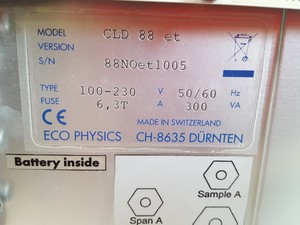 MODEL CLD 88 et
VERSION
S/N 88NOet1005
TYPE 100-230 V 50/60 Hz
FUSE 6,3T A 300 VA
CE MADE IN SWITZERLAND
ECO PHYSICS CH-8635 DÜRNTEN
Battery inside
Sample A
Span A